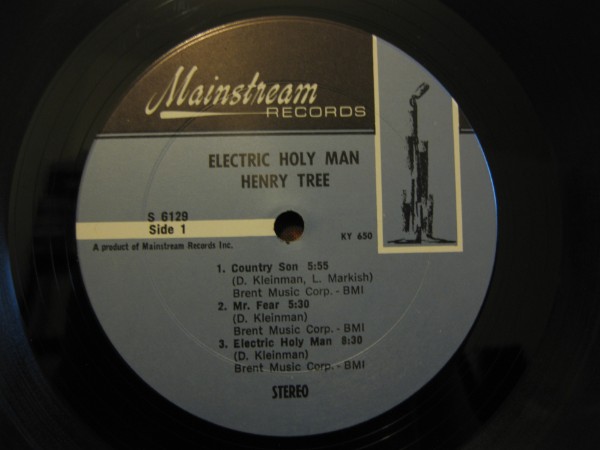 Mainstream
RECORDS
ELECTRIC HOLY MAN
HENRY TREE
S 6129
Side 1
KY 650
A product of Mainstream Records Inc.
1. Country Son 5:55
(D. Kleinman, L. Markish)
Brent Music Corp. - BMI
2. Mr. Fear 5:30
(D. Kleinman)
Brent Music Corp. - BMI
3. Electric Holy Man 8:30
(D. Kleinman)
Brent Music Corp. - BMI
STEREO